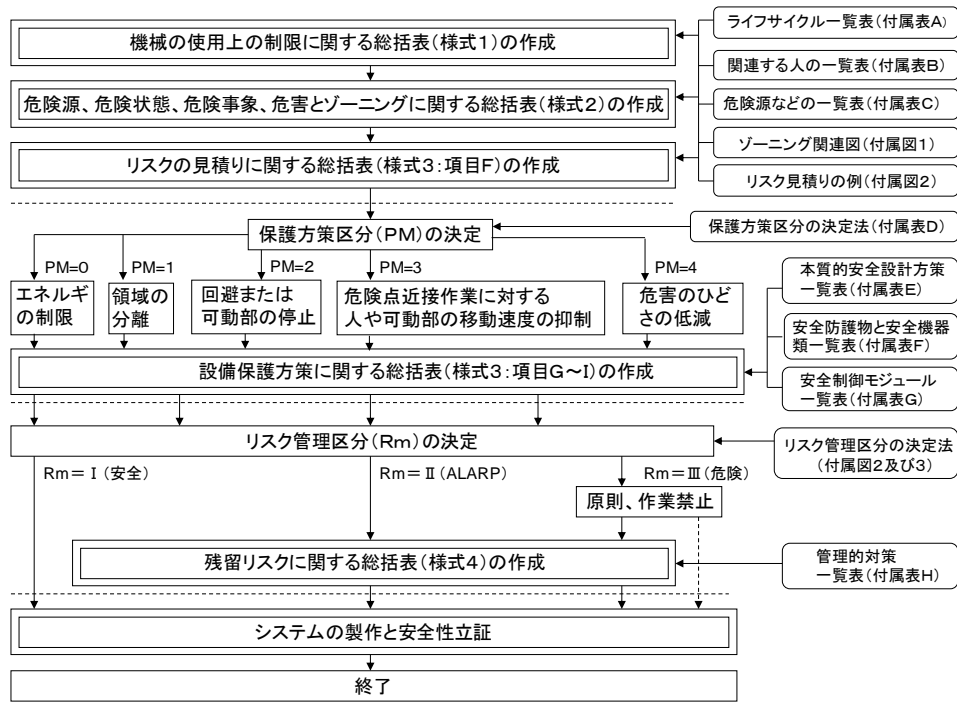 機械の使用上の制限に関する総括表(様式1)の作成
危険源、危険状態、危険事象、危害とゾーニングに関する総括表(様式2)の作成
リスクの見積りに関する総括表(様式3:項目F)の作成
ライフサイクル一覧表(付属表A)
関連する人の一覧表(付属表B)
危険源などの一覧表(付属表C)
ゾーニング関連図(付属図1)
リスク見積りの例(付属図2)
保護方策区分(PM)の決定
保護方策区分の決定法(付属表D)
PM=0
PM=1
PM=2
PM=3
PM=4
エネルギ
の制限
領域の
分離
回避または
可動部の停止
危険点近接作業に対する
人や可動部の移動速度の抑制
危害のひど
さの低減
本質的安全設計方策
一覧表(付属表E)
安全防護物と安全機器
類一覧表(付属表F)
安全制御モジュール
一覧表(付属表G)
設備保護方策に関する総括表(様式3:項目G~I)の作成
リスク管理区分(Rm)の決定
リスク管理区分の決定法
(付属図2及び3)
Rm=Ⅰ(安全)
Rm=Ⅱ(ALARP)
Rm=Ⅲ(危険)
原則、作業禁止
残留リスクに関する総括表(様式4)の作成
管理的対策
一覧表(付属表H)
システムの製作と安全性立証
終了